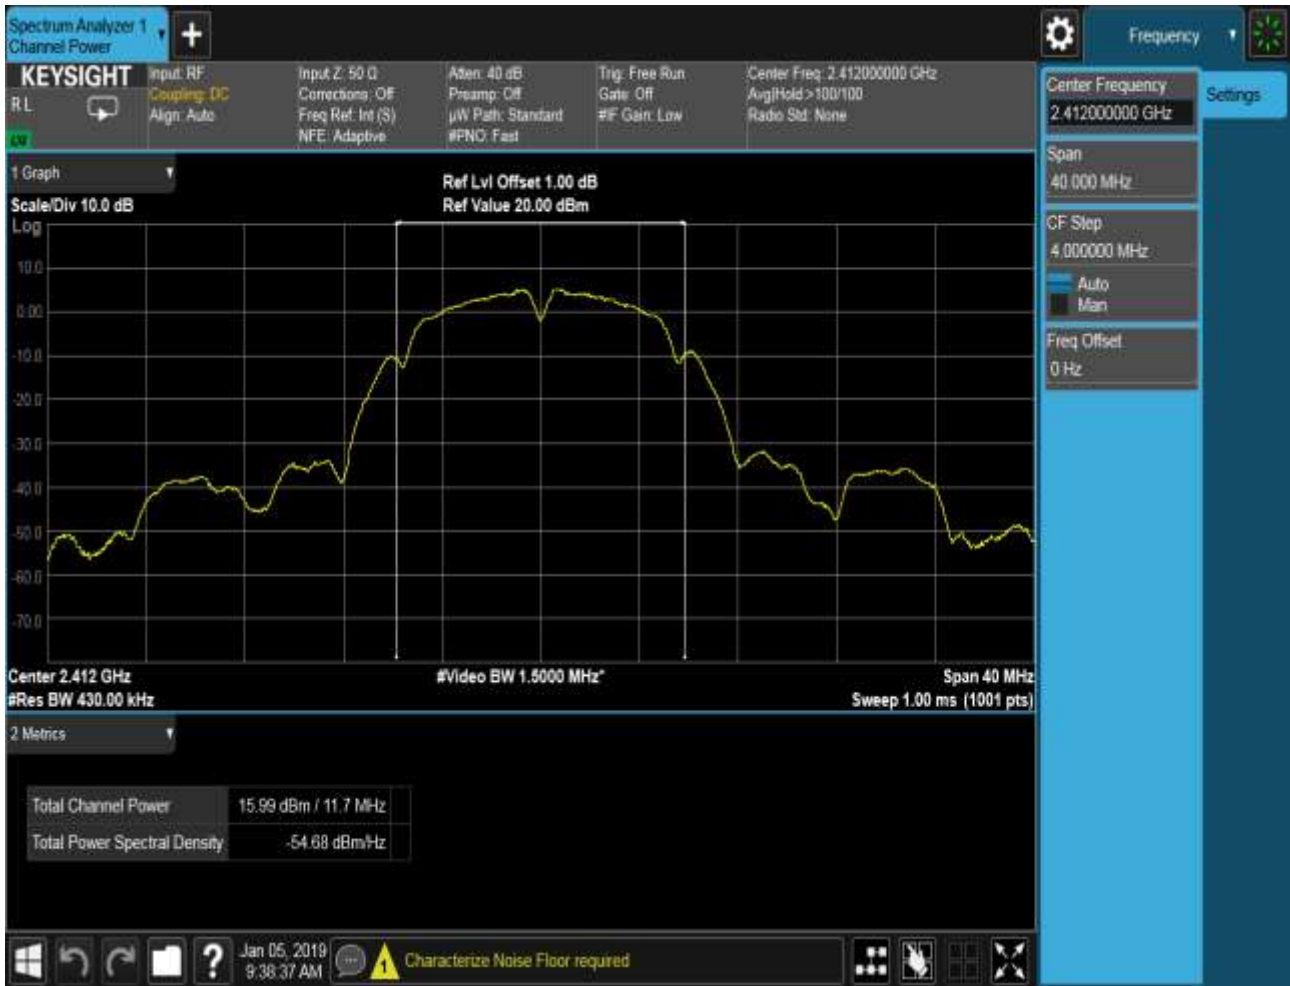 Spectrum Analyzer 1
Channel Power
Frequency
KEYSIGHT
R L
LXI
Input: RF
Coupling: DC
Align: Auto
Input Z: 50 Ω
Corrections: Off
Freq Ref: Int (S)
NFE: Adaptive
Atten: 40 dB
Preamp: Off
µW Path: Standard
#PNO: Fast
Trig: Free Run
Gate: Off
#IF Gain: Low
Center Freq: 2.412000000 GHz
Avg|Hold:>100/100
Radio Std: None
Center Frequency
2.412000000 GHz
Settings
Span
40.000 MHz
CF Step
4.000000 MHz
Auto
Man
Freq Offset
0 Hz
1 Graph
Scale/Div 10.0 dB
Log
Ref Lvl Offset 1.00 dB
Ref Value 20.00 dBm
10.0
0.00
-10.0
-20.0
-30.0
-40.0
-50.0
-60.0
-70.0
Center 2.412 GHz
#Res BW 430.00 kHz
#Video BW 1.5000 MHz*
Span 40 MHz
Sweep 1.00 ms (1001 pts)
2 Metrics
Total Channel Power 15.99 dBm / 11.7 MHz
Total Power Spectral Density -54.68 dBm/Hz
?
Jan 05, 2019
9:38:37 AM
1
Characterize Noise Floor required